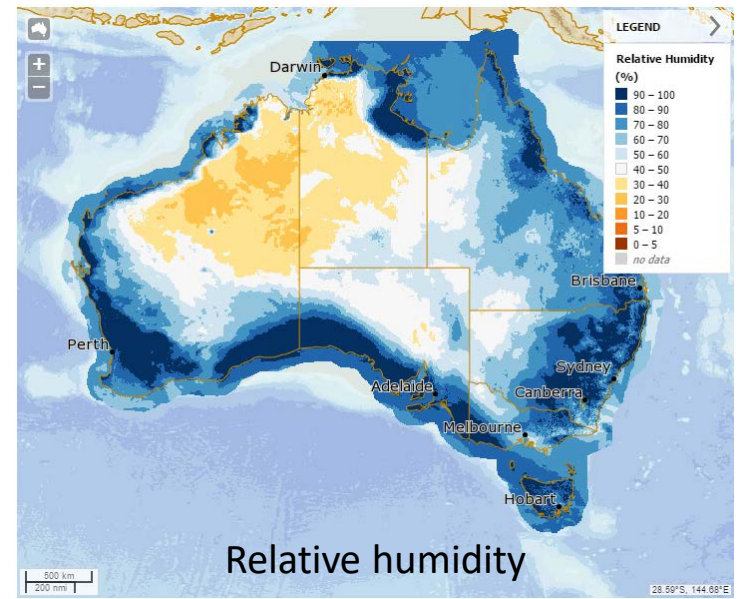 LEGEND
Relative Humidity
(%)
90 – 100
80 – 90
70 – 80
60 – 70
50 – 60
40 – 50
30 – 40
20 – 30
10 – 20
5 – 10
0 – 5
no data
+
−
Darwin
Brisbane
Perth
Sydney
Adelaide
Canberra
Melbourne
Hobart
Relative humidity
500 km
200 nmi
28.59°S, 144.68°E